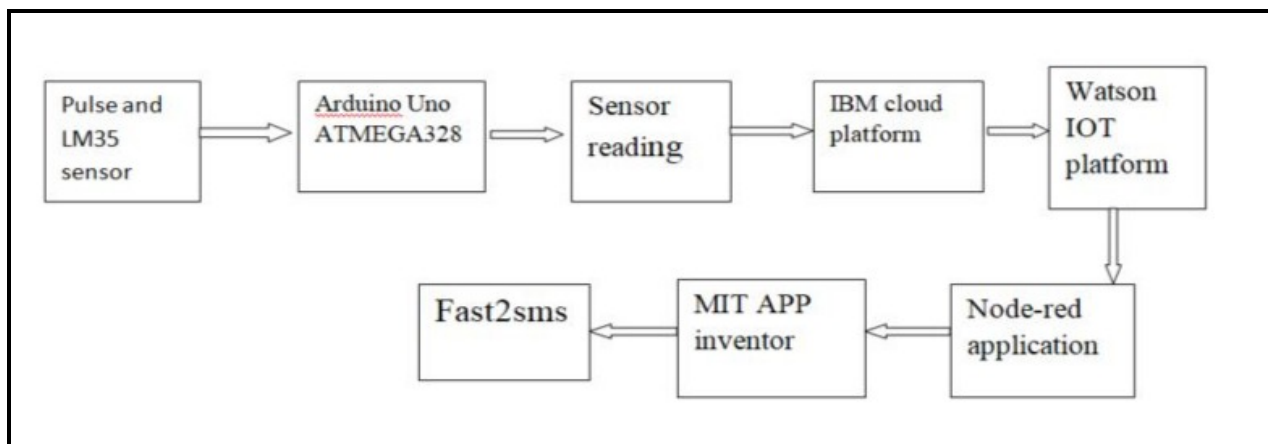 Pulse and
LM35
sensor
Arduino Uno
ATMEGA328
Sensor
reading
IBM cloud
platform
Watson
IOT
platform
Node-red
application
MIT APP
inventor
Fast2sms